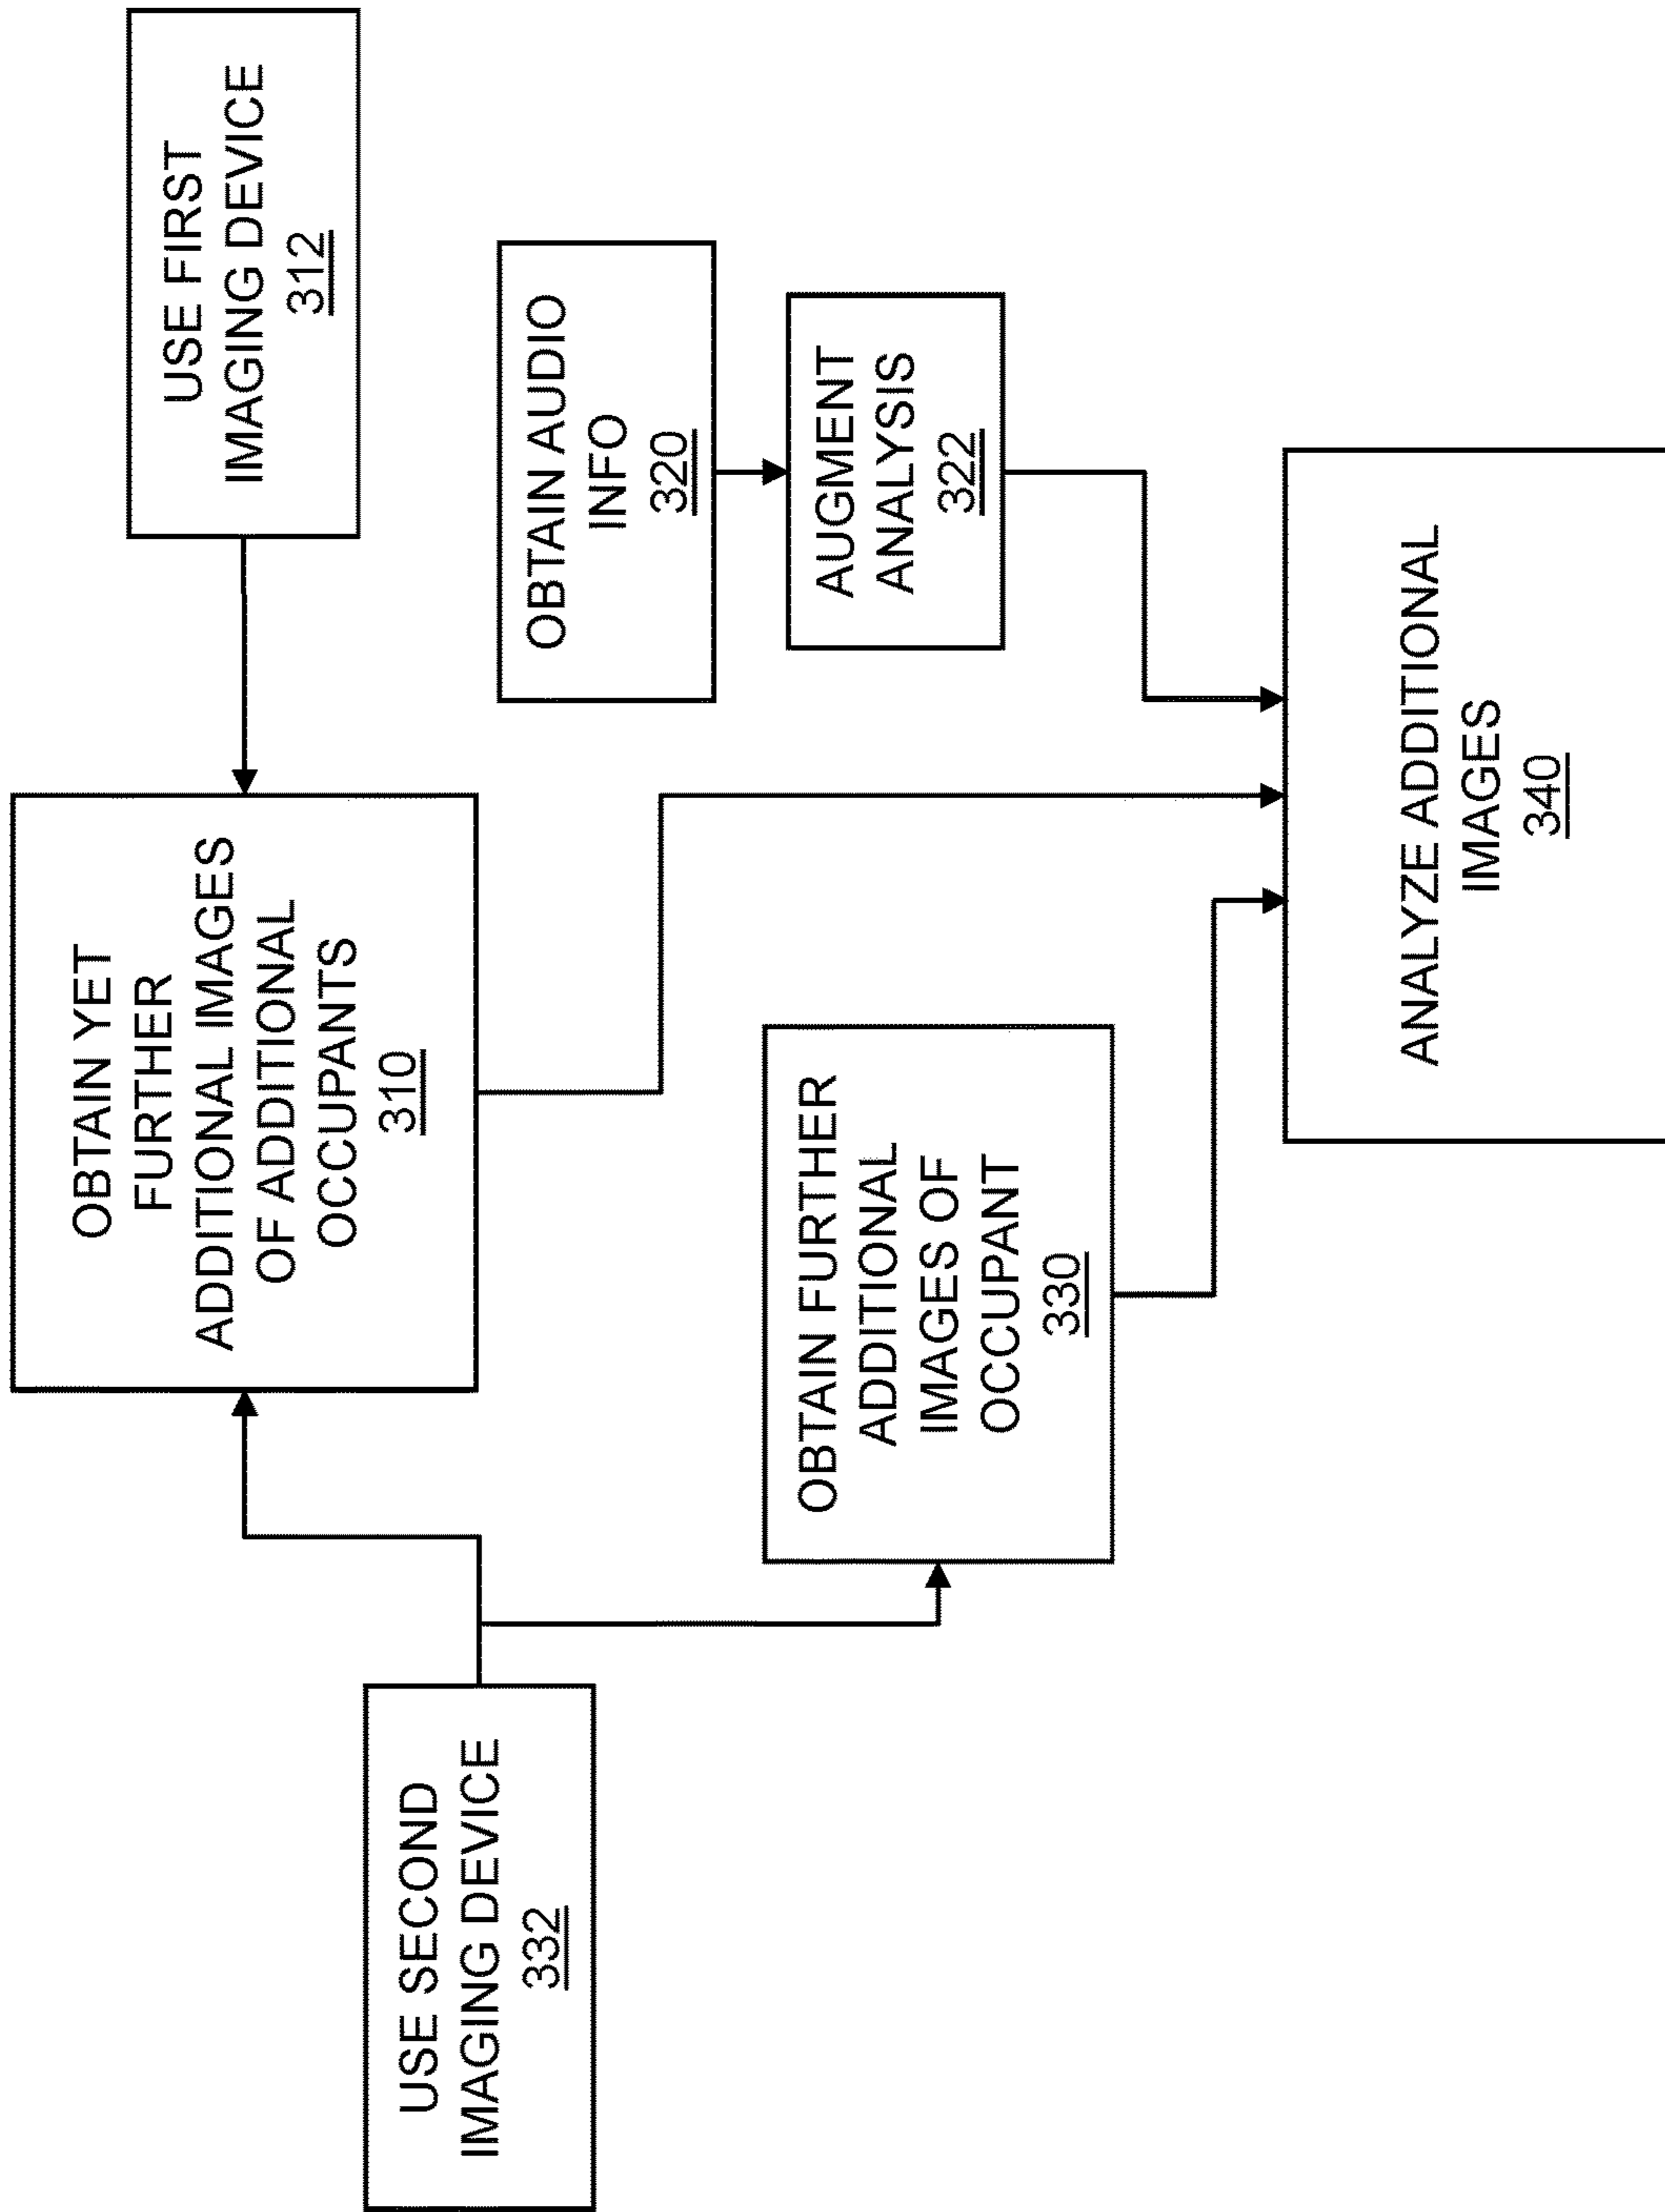 USE SECOND
IMAGING DEVICE
332
OBTAIN YET
FURTHER
ADDITIONAL IMAGES
OF ADDITIONAL
OCCUPANTS
310
USE FIRST
IMAGING DEVICE
312
OBTAIN FURTHER
ADDITIONAL
IMAGES OF
OCCUPANT
330
OBTAIN AUDIO
INFO
320
AUGMENT
ANALYSIS
322
ANALYZE ADDITIONAL
IMAGES
340